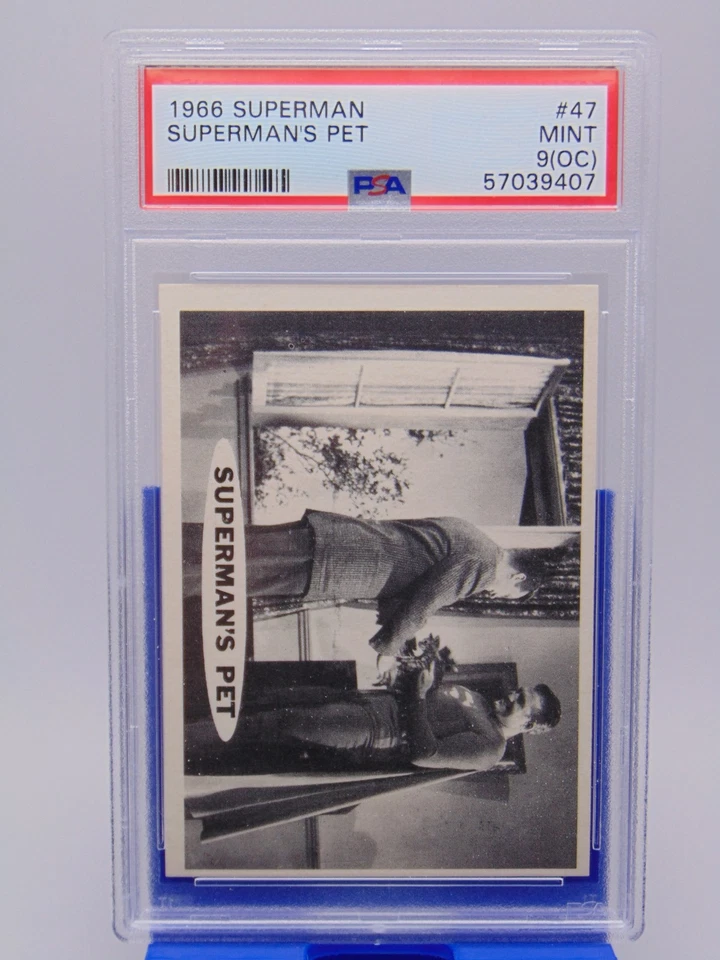 1966 SUPERMAN #47
SUPERMAN'S PET MINT
9(OC)
PSA 57039407
SUPERMAN'S PET